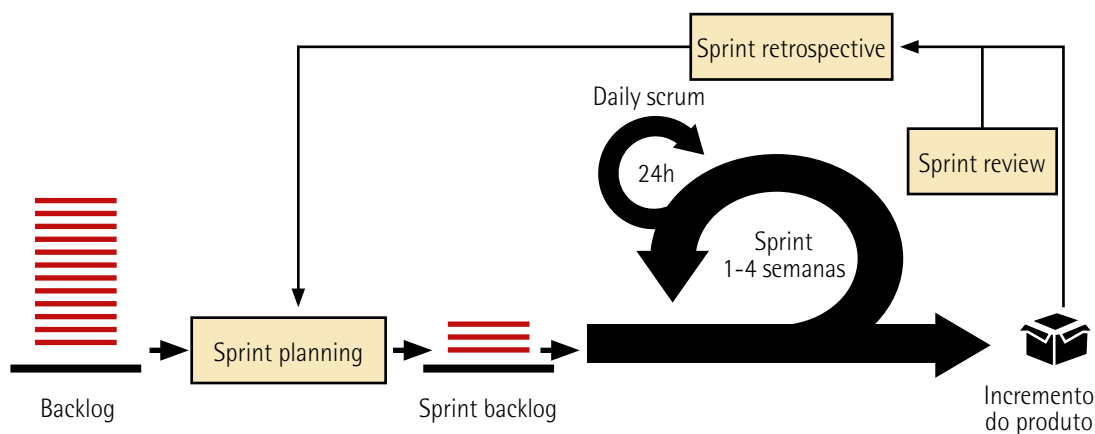 Sprint retrospective
Daily scrum
24h
Sprint review
Sprint
1-4 semanas
Sprint planning
Backlog
Sprint backlog
Incremento
do produto